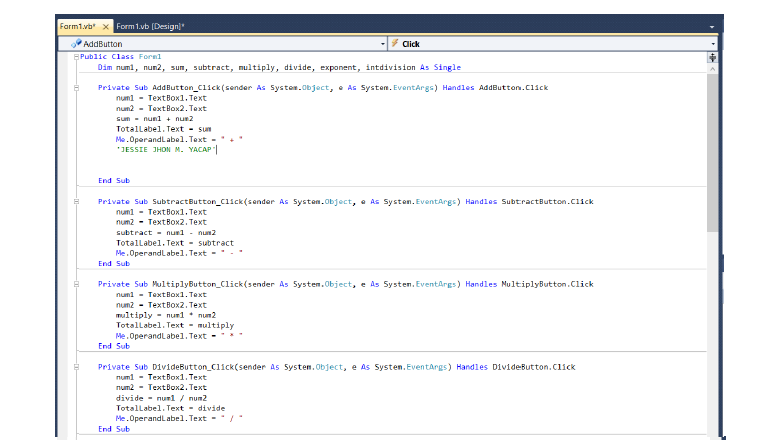 Form1.vb* × Form1.vb [Design]*
AddButton Click
Public Class Form1
Dim num1, num2, sum, subtract, multiply, divide, exponent, intdivision As Single
Private Sub AddButton_Click(sender As System.Object, e As System.EventArgs) Handles AddButton.Click
num1 = TextBox1.Text
num2 = TextBox2.Text
sum = num1 + num2
TotalLabel.Text = sum
Me.OperandLabel.Text = " + "
'JESSIE JHON M. YACAP'
End Sub
Private Sub SubtractButton_Click(sender As System.Object, e As System.EventArgs) Handles SubtractButton.Click
num1 = TextBox1.Text
num2 = TextBox2.Text
subtract = num1 - num2
TotalLabel.Text = subtract
Me.OperandLabel.Text = " - "
End Sub
Private Sub MultiplyButton_Click(sender As System.Object, e As System.EventArgs) Handles MultiplyButton.Click
num1 = TextBox1.Text
num2 = TextBox2.Text
multiply = num1 * num2
TotalLabel.Text = multiply
Me.OperandLabel.Text = " * "
End Sub
Private Sub DivideButton_Click(sender As System.Object, e As System.EventArgs) Handles DivideButton.Click
num1 = TextBox1.Text
num2 = TextBox2.Text
divide = num1 / num2
TotalLabel.Text = divide
Me.OperandLabel.Text = " / "
End Sub